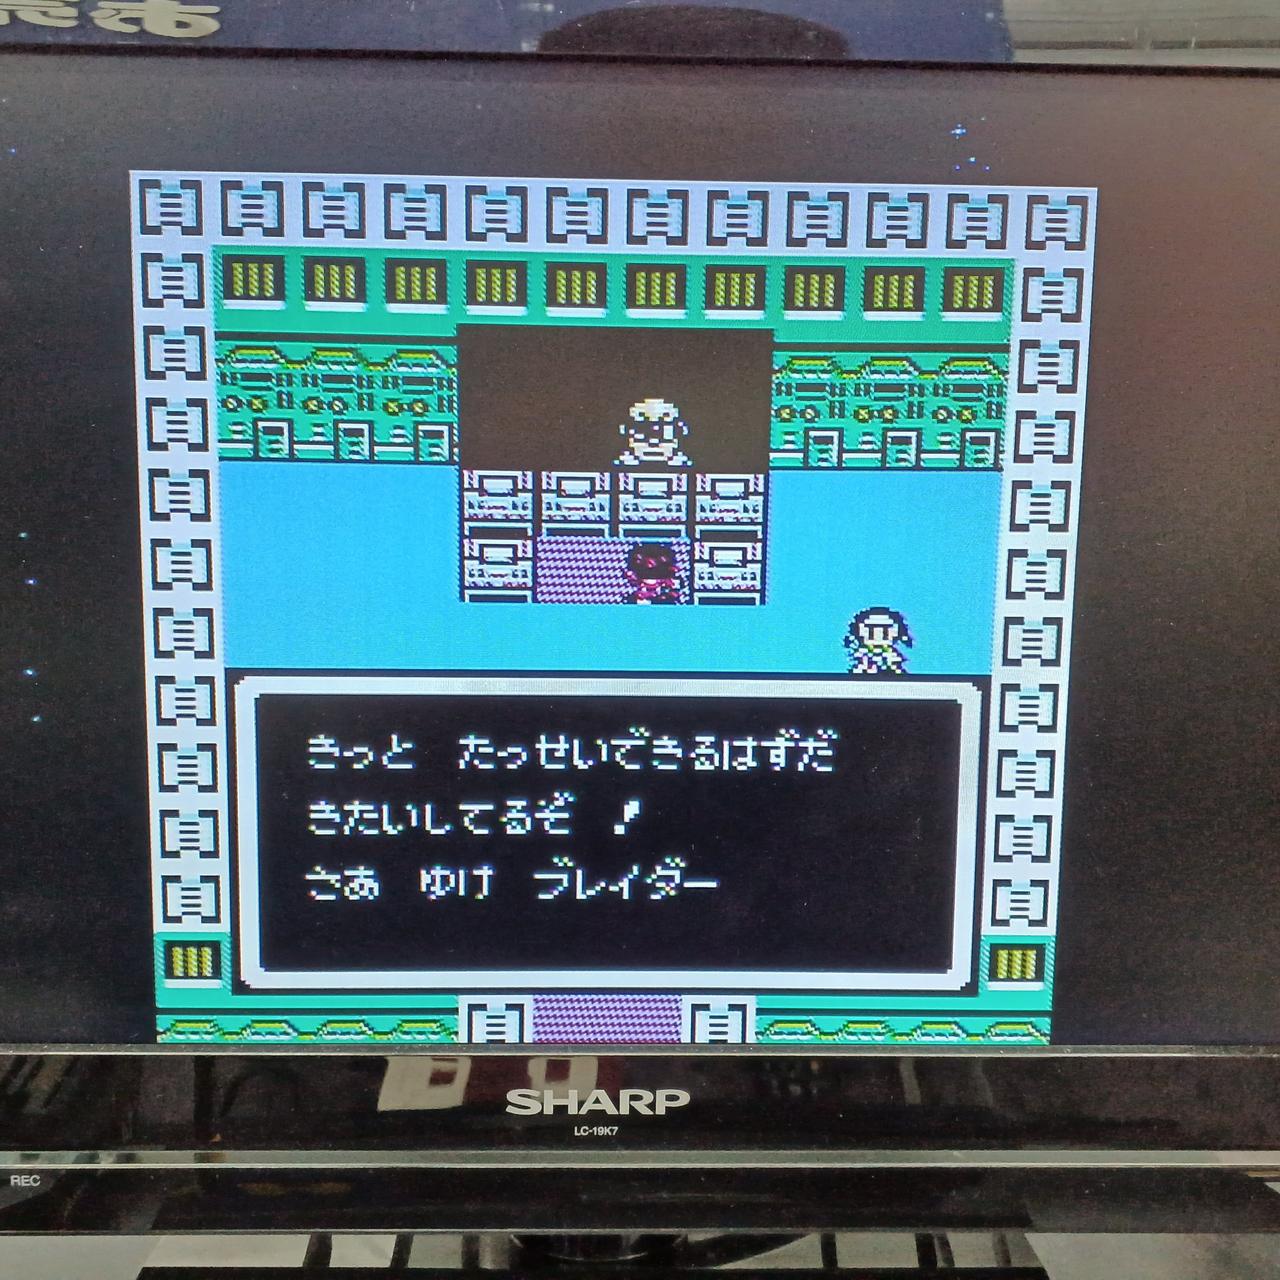 きっと たっせいできるはずだ
きたいしてるぞ !
さあ ゆけ ブレイダー
SHARP
LC-19K7
REC